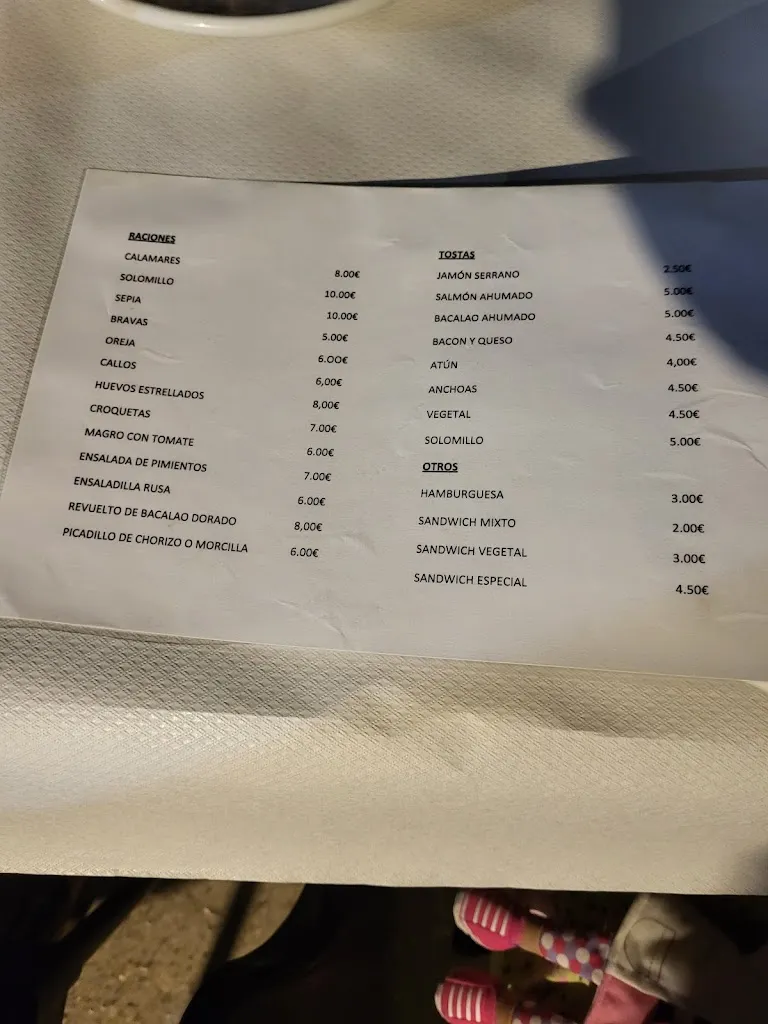 RACIONES
CALAMARES 8.00€
SOLOMILLO 10.00€
SEPIA 10.00€
BRAVAS 5.00€
OREJA 6.00€
CALLOS 6,00€
HUEVOS ESTRELLADOS 8,00€
CROQUETAS 7.00€
MAGRO CON TOMATE 6.00€
ENSALADA DE PIMIENTOS 7.00€
ENSALADILLA RUSA 6.00€
REVUELTO DE BACALAO DORADO 8,00€
PICADILLO DE CHORIZO O MORCILLA 6.00€
TOSTAS
JAMÓN SERRANO 2.50€
SALMÓN AHUMADO 5.00€
BACALAO AHUMADO 5.00€
BACON Y QUESO 4.50€
ATÚN 4,00€
ANCHOAS 4.50€
VEGETAL 4.50€
SOLOMILLO 5.00€
OTROS
HAMBURGUESA 3.00€
SANDWICH MIXTO 2.00€
SANDWICH VEGETAL 3.00€
SANDWICH ESPECIAL 4.50€